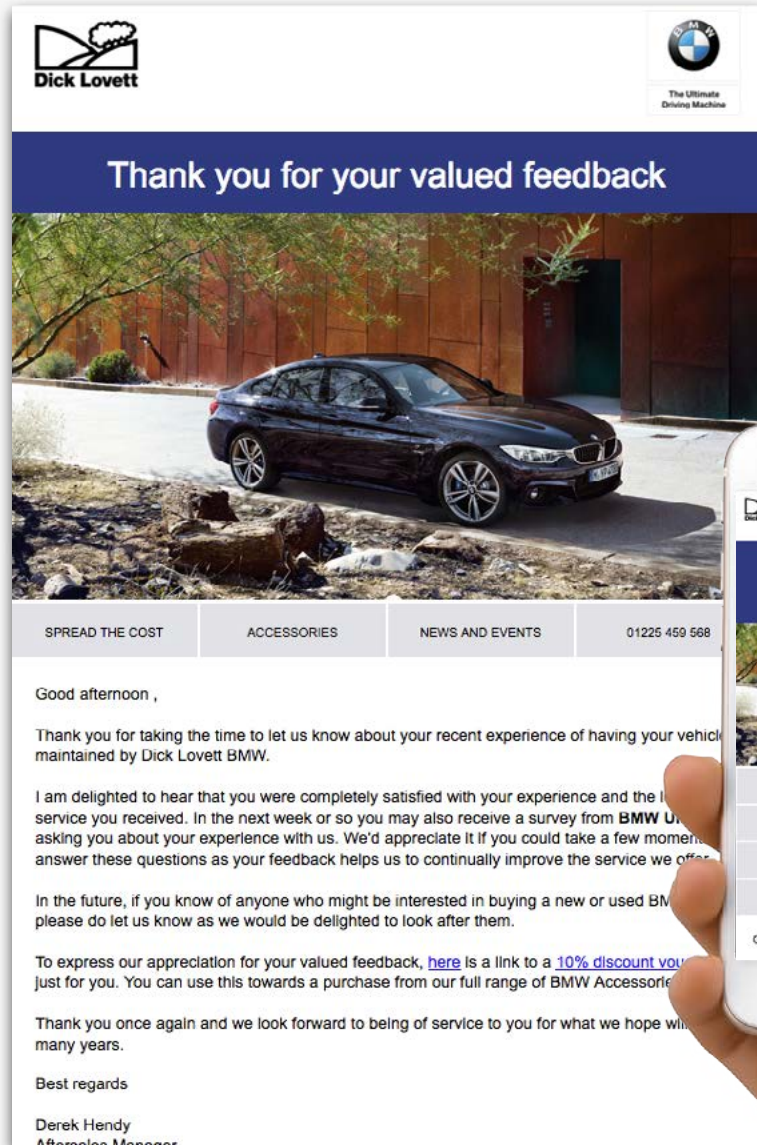 Dick Lovett
BMW
The Ultimate
Driving Machine
Thank you for your valued feedback
SPREAD THE COST
ACCESSORIES
NEWS AND EVENTS
01225 459 568
Good afternoon ,
Thank you for taking the time to let us know about your recent experience of having your
maintained by Dick Lovett BMW.
I am delighted to hear that you were completely satisfied with your experience and the
service you received. In the next week or so you may also receive a survey from BMW
asking you about your experience with us. We'd appreciate it if you could take a few
answer these questions as your feedback helps us to continually improve the service we
In the future, if you know of anyone who might be interested in buying a new or used
please do let us know as we would be delighted to look after them.
To express our appreciation for your valued feedback, here is a link to a 10% discount
just for you. You can use this towards a purchase from our full range of BMW
Thank you once again and we look forward to being of service to you for what we hope
many years.
Best regards
Derek Hendy
Aftersales Manager